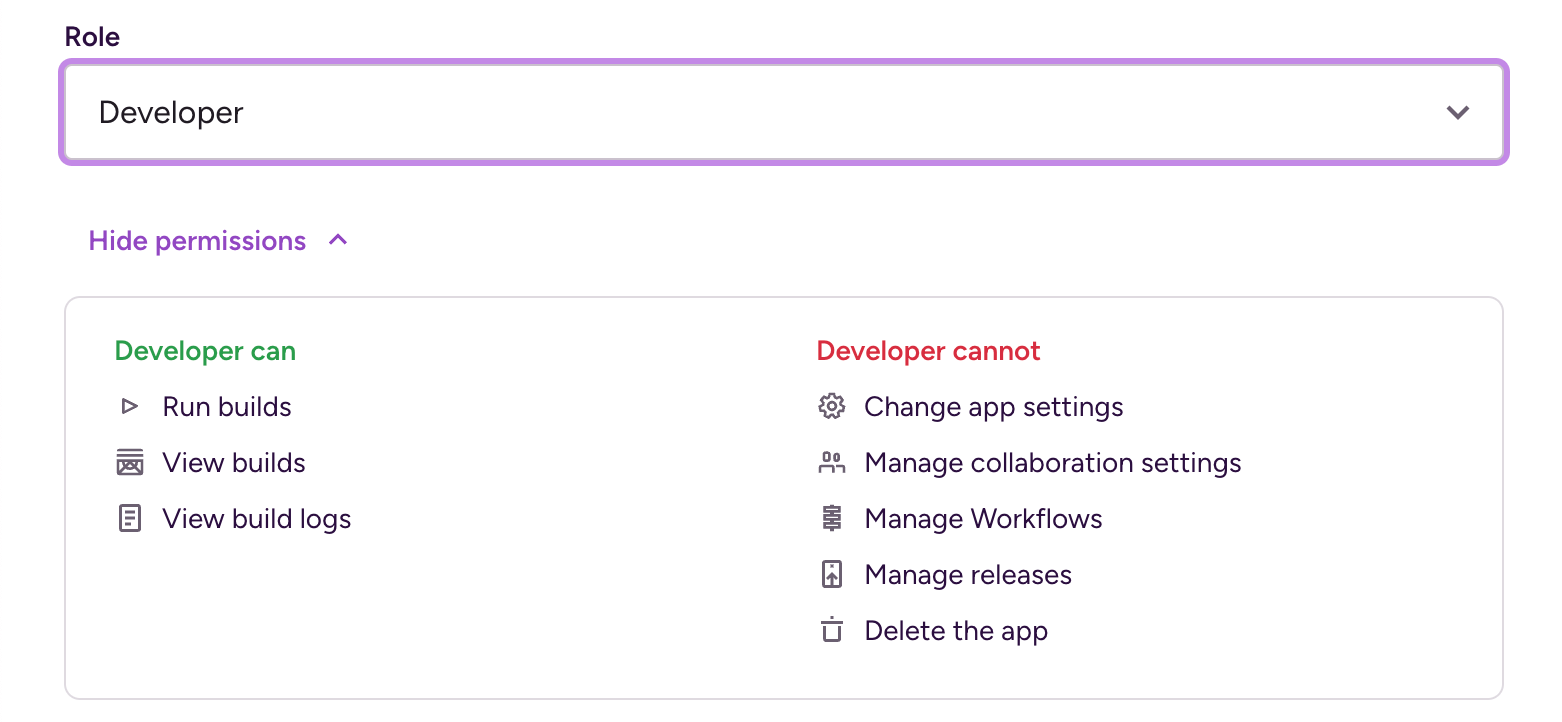 Role
Developer
Hide permissions
Developer can
Run builds
View builds
View build logs
Developer cannot
Change app settings
Manage collaboration settings
Manage Workflows
Manage releases
Delete the app